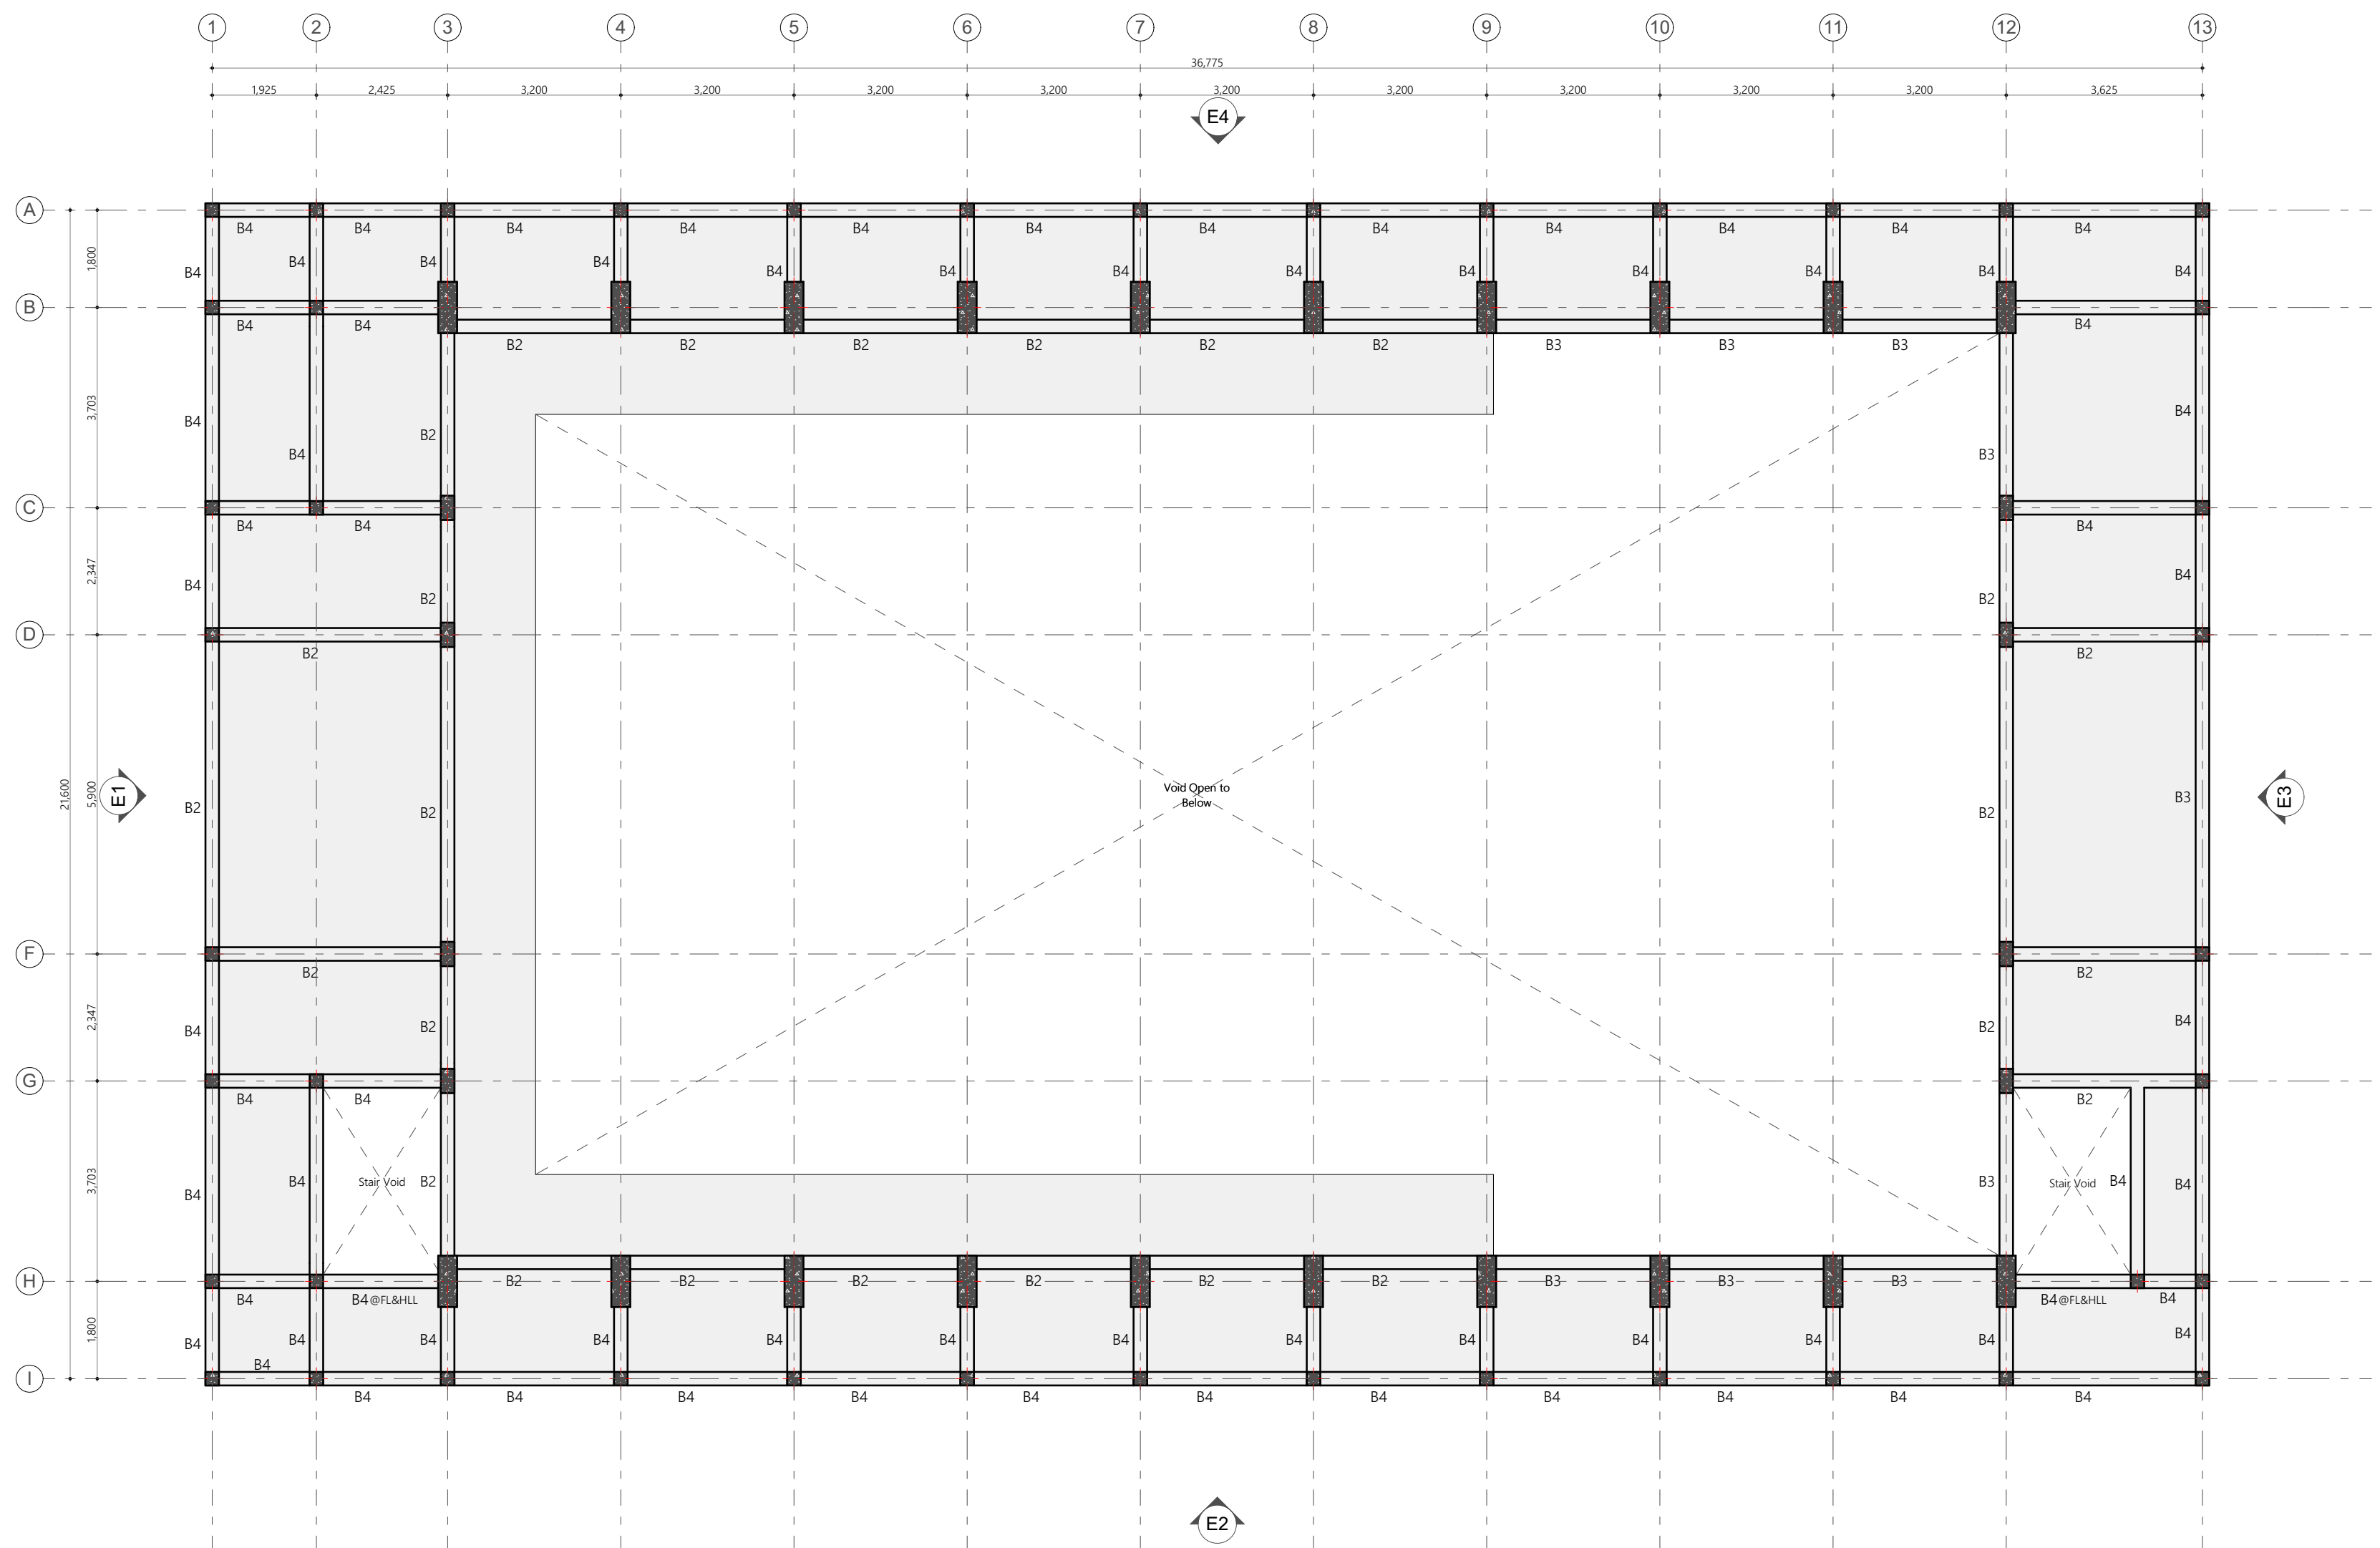 1 2 3 4 5 6 7 8 9 10 11 12 13
36,775
1,925 2,425 3,200 3,200 3,200 3,200 3,200 3,200 3,200 3,200 3,200 3,625
E4
A
B4 B4 B4 B4 B4 B4 B4 B4 B4 B4 B4 B4
1,800
B4 B4 B4 B4 B4 B4 B4 B4 B4 B4 B4 B4 B4
B
B4 B4 B4
B2 B2 B2 B2 B2 B2 B3 B3 B3
3,703
B4 B2 B4
B4 B3
C
B4 B4 B4
2,347
B4 B2 B2 B4
D
B2 B2
21,600
5,900
E1
Void Open to
Below
E3
B2 B2 B2 B3
F
B2 B2
2,347
B4 B2 B2 B4
G
B4 B4 B2
3,703
B4 B4 Stair Void B2 B3 Stair Void B4 B4
H
B2 B2 B2 B2 B2 B2 B3 B3 B3
B4 B4@FL&HLL B4@FL&HLL B4
1,800
B4 B4 B4 B4 B4 B4 B4 B4 B4 B4 B4 B4 B4
B4
I
B4 B4 B4 B4 B4 B4 B4 B4 B4 B4 B4
E2